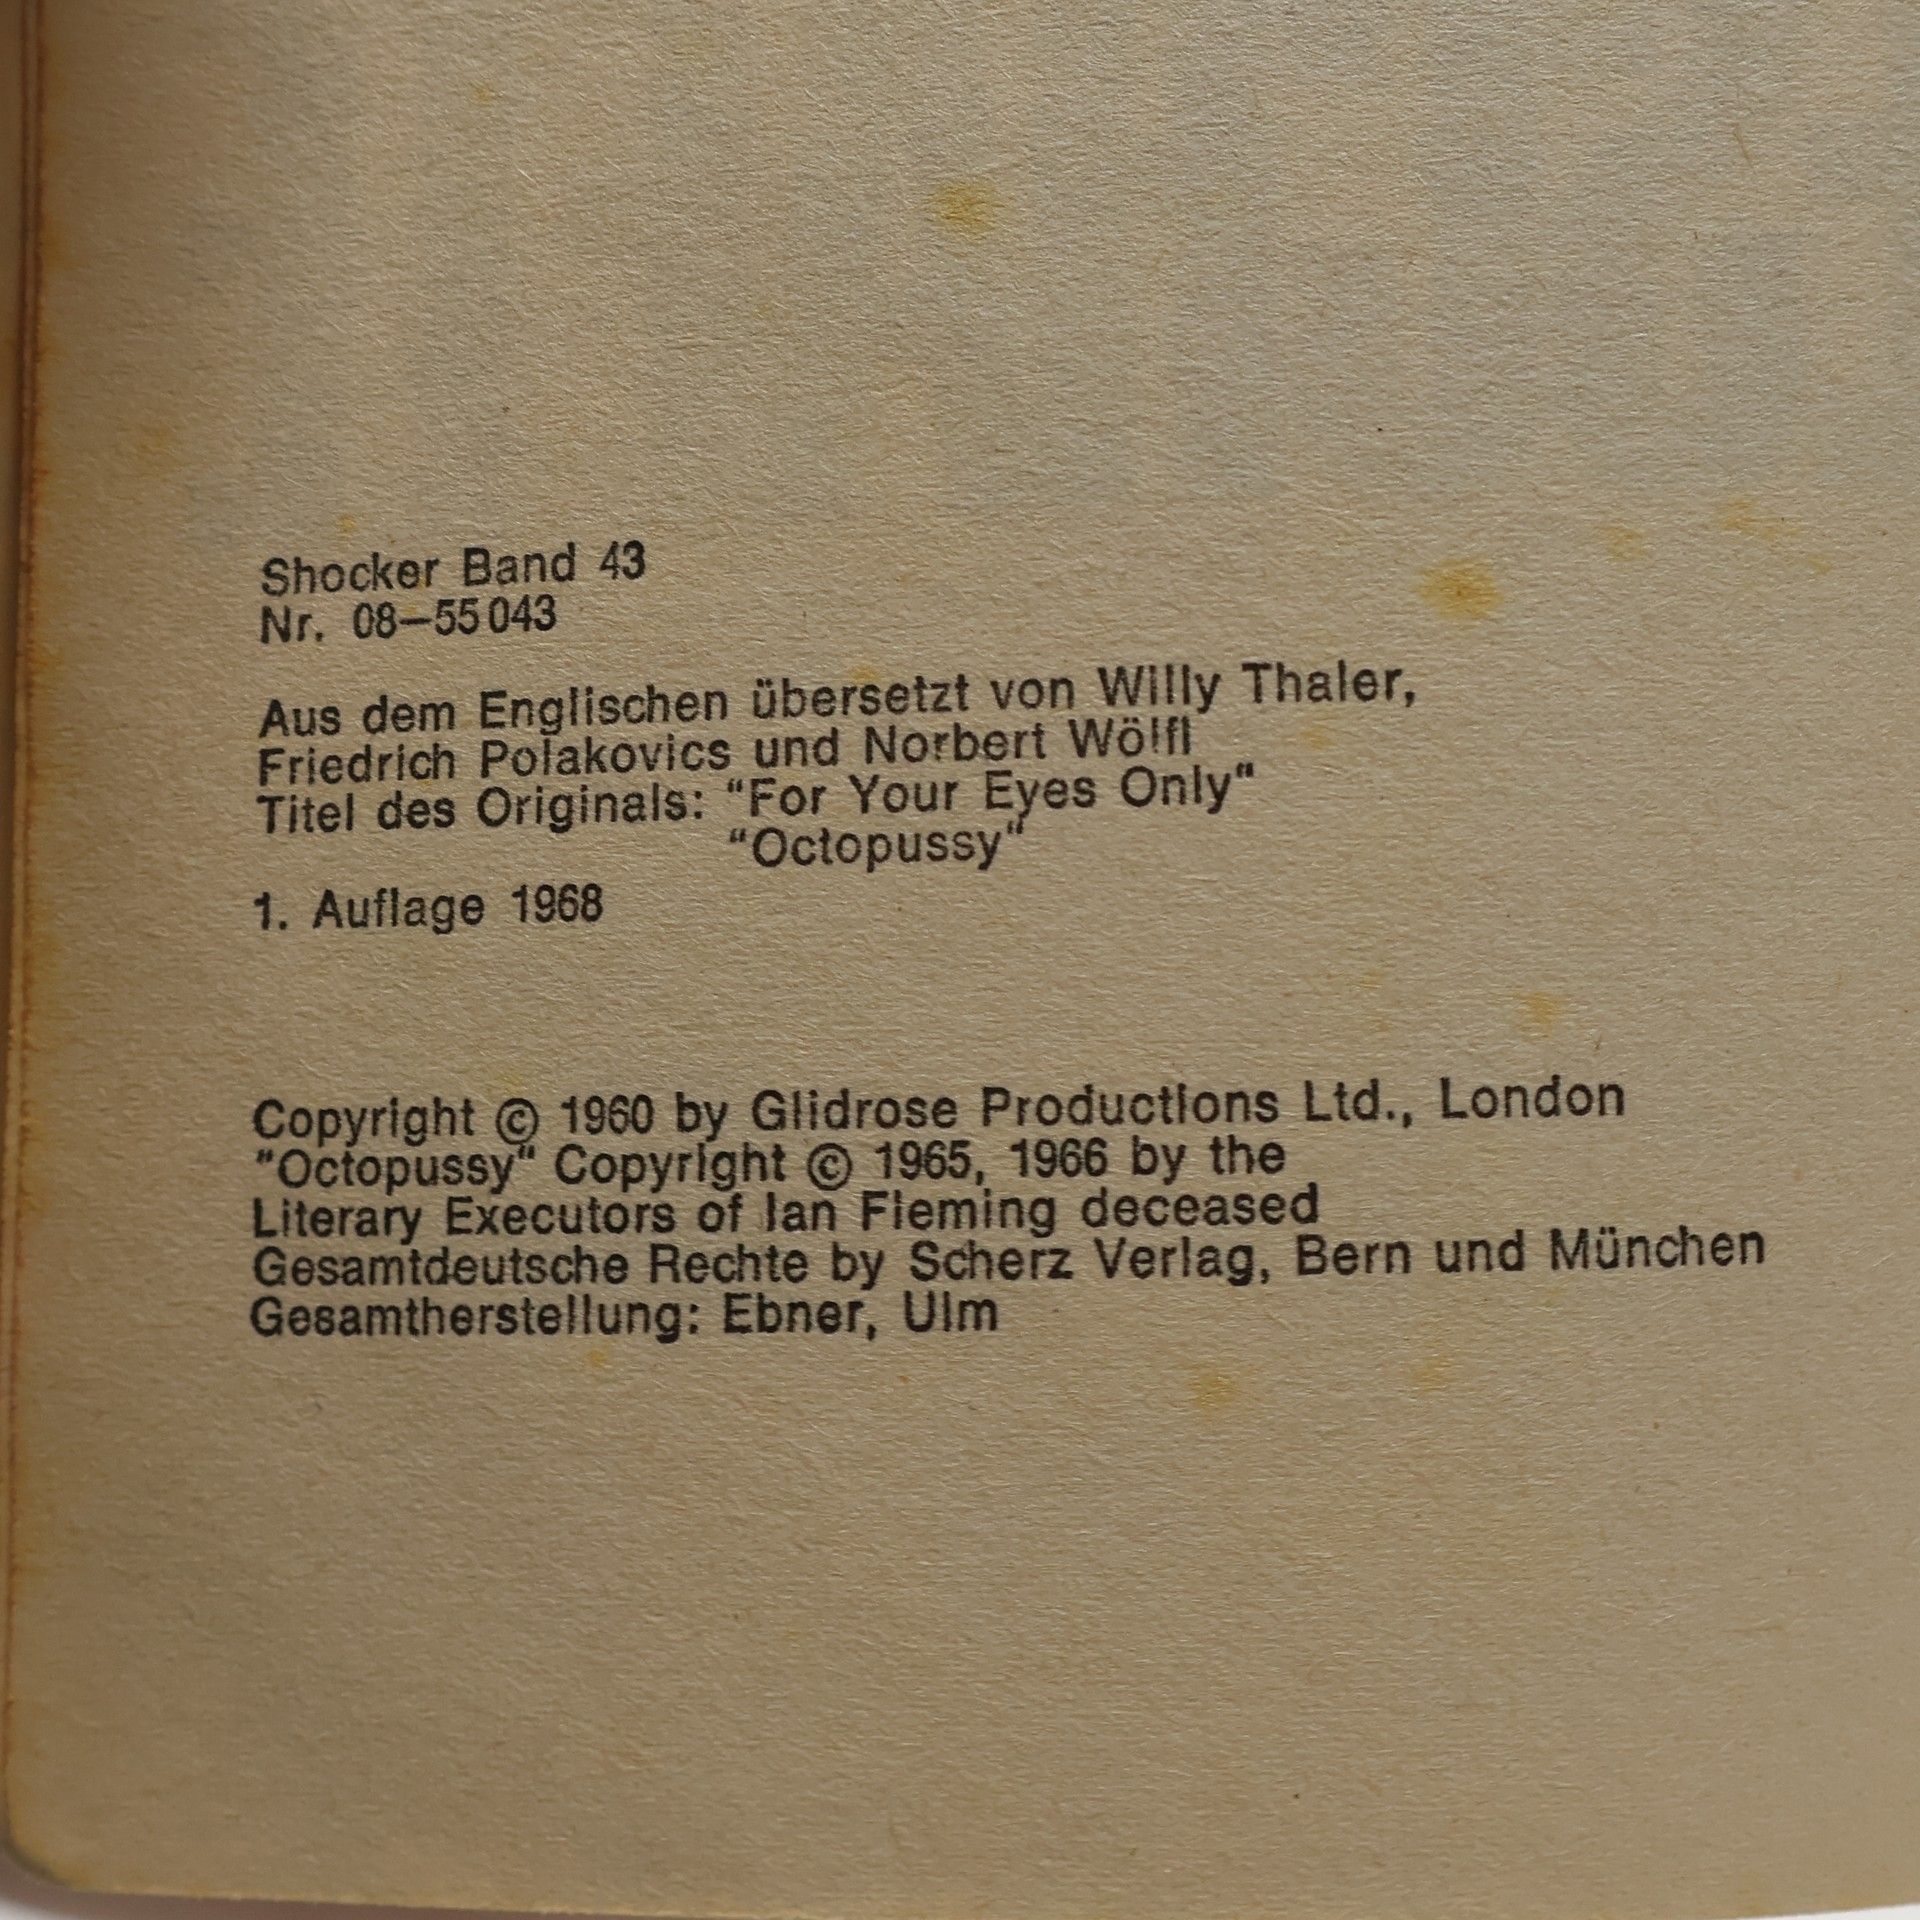 Shocker Band 43
Nr. 08–55043
Aus dem Englischen übersetzt von Willy Thaler,
Friedrich Polakovics und Norbert Wölfl
Titel des Originals: “For Your Eyes Only“
“Octopussy“
1. Auflage 1968
Copyright © 1960 by Glidrose Productions Ltd., London
“Octopussy“ Copyright © 1965, 1966 by the
Literary Executors of Ian Fleming deceased
Gesamtdeutsche Rechte by Scherz Verlag, Bern und München
Gesamtherstellung: Ebner, Ulm